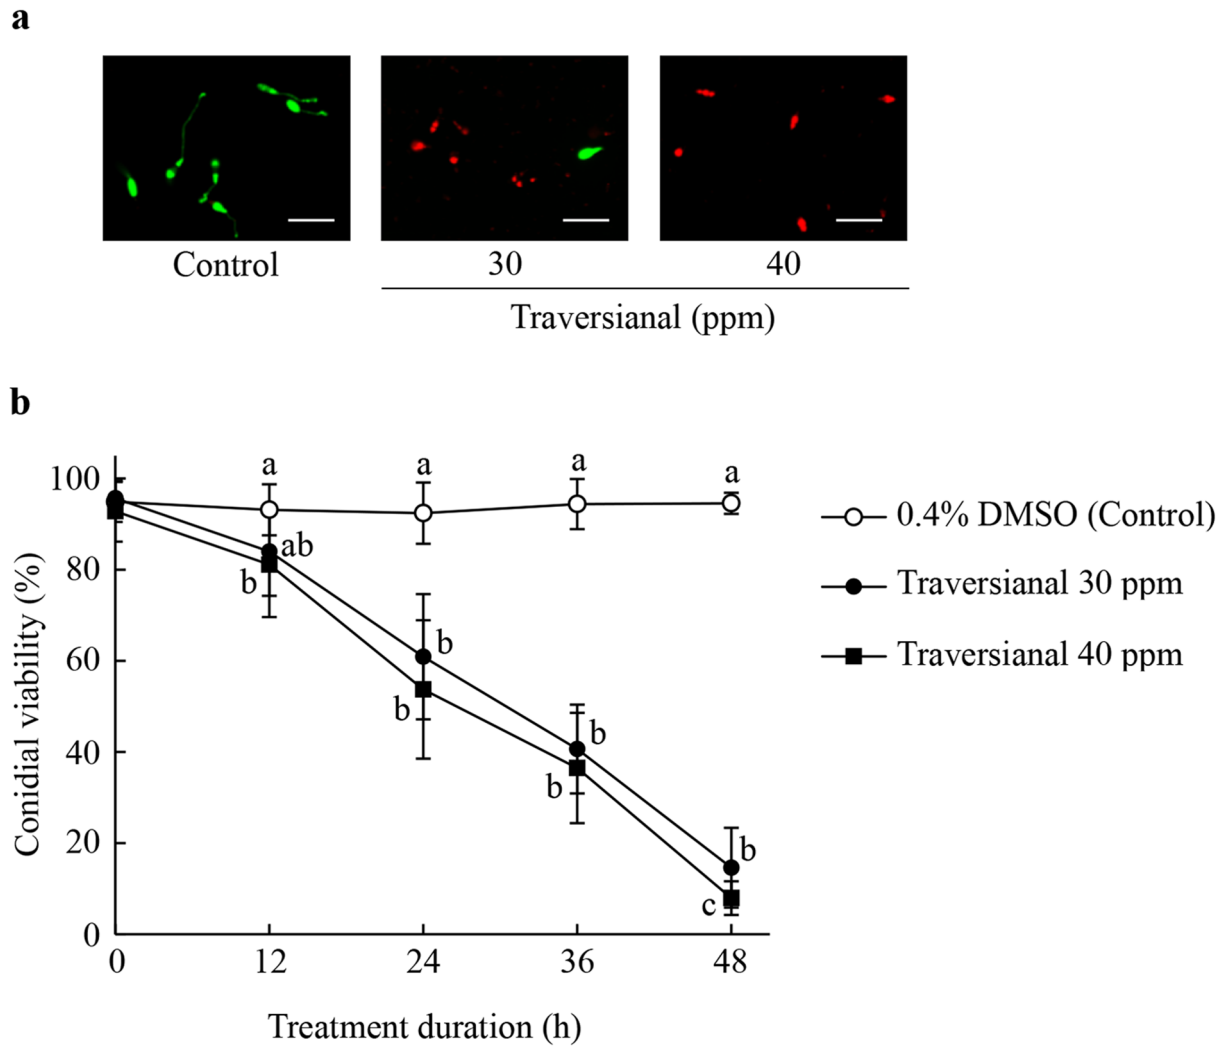 a
Control
30
40
Traversianal (ppm)
b
Conidial viability (%)
100
80
60
40
20
0
a
a
a
a
ab
b
b
b
b
b
b
c
0
12
24
36
48
Treatment duration (h)
0.4% DMSO (Control)
Traversianal 30 ppm
Traversianal 40 ppm